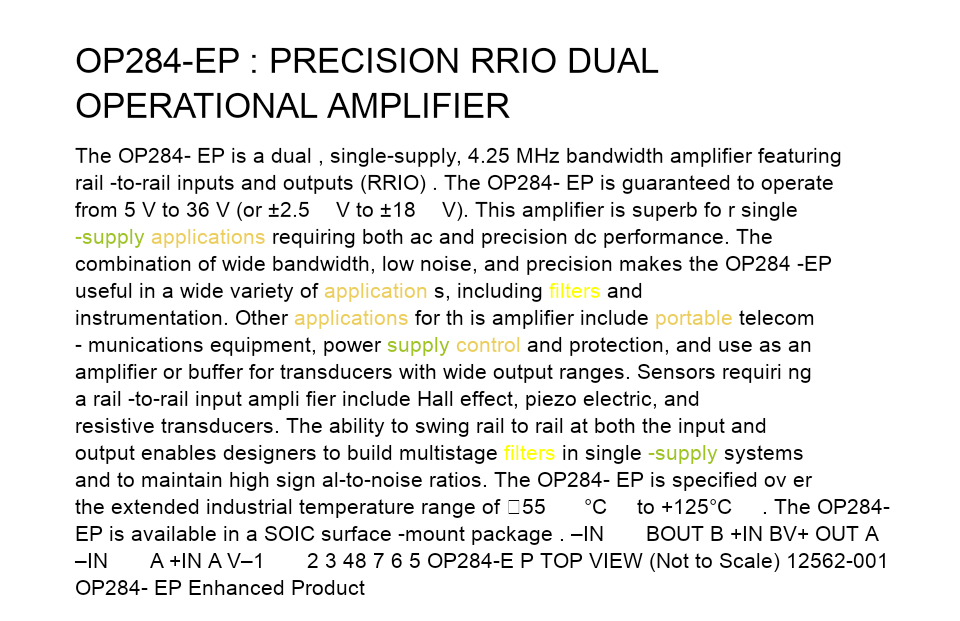 OP284-EP : PRECISION RRIO DUAL
OPERATIONAL AMPLIFIER
The OP284- EP is a dual , single-supply, 4.25 MHz bandwidth amplifier featuring
rail -to-rail inputs and outputs (RRIO) . The OP284- EP is guaranteed to operate
from 5 V to 36 V (or ±2.5 V to ±18 V). This amplifier is superb fo r single
-supply applications requiring both ac and precision dc performance. The
combination of wide bandwidth, low noise, and precision makes the OP284 -EP
useful in a wide variety of application s, including filters and
instrumentation. Other applications for th is amplifier include portable telecom
- munications equipment, power supply control and protection, and use as an
amplifier or buffer for transducers with wide output ranges. Sensors requiri ng
a rail -to-rail input ampli fier include Hall effect, piezo electric, and
resistive transducers. The ability to swing rail to rail at both the input and
output enables designers to build multistage filters in single -supply systems
and to maintain high sign al-to-noise ratios. The OP284- EP is specified ov er
the extended industrial temperature range of □55 °C to +125°C . The OP284-
EP is available in a SOIC surface -mount package . –IN BOUT B +IN BV+ OUT A
–IN A +IN A V–1 2 3 48 7 6 5 OP284-E P TOP VIEW (Not to Scale) 12562-001
OP284- EP Enhanced Product